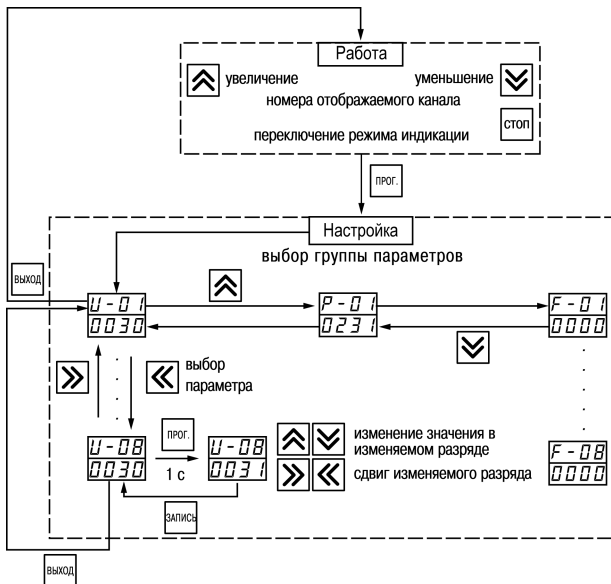 Работа
увеличение
уменьшение
номера отображаемого канала
переключение режима индикации
СТОП
ПРОГ.
Настройка
выбор группы параметров
ВЫХОД
U-01
0030
P-01
0231
F-01
0000
выбор
параметра
U-08
0030
ПРОГ.
1 с
U-08
0031
изменение значения в
изменяемом разряде
сдвиг изменяемого разряда
F-08
0000
ЗАПИСЬ
ВЫХОД